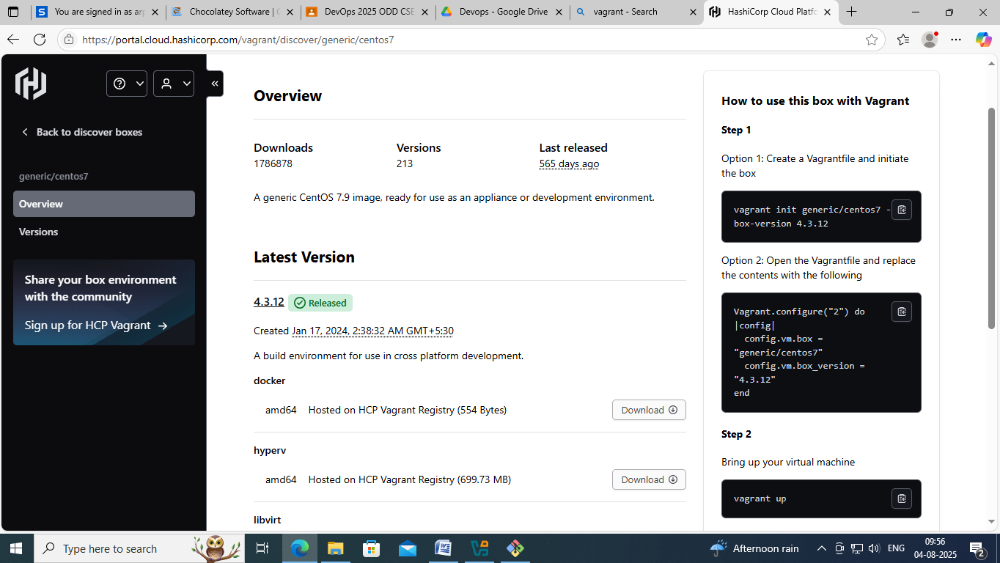 You are signed in as arp
Chocolatey Software | C
DevOps 2025 ODD CSE
Devops - Google Drive
vagrant - Search
HashiCorp Cloud Platfo
https://portal.cloud.hashicorp.com/vagrant/discover/generic/centos7
Back to discover boxes
generic/centos7
Overview
Versions
Share your box environment
with the community
Sign up for HCP Vagrant →
Overview
Downloads
1786878
Versions
213
Last released
565 days ago
A generic CentOS 7.9 image, ready for use as an appliance or development environment.
Latest Version
4.3.12 Released
Created Jan 17, 2024, 2:38:32 AM GMT+5:30
A build environment for use in cross platform development.
docker
amd64 Hosted on HCP Vagrant Registry (554 Bytes) Download
hyperv
amd64 Hosted on HCP Vagrant Registry (699.73 MB) Download
libvirt
How to use this box with Vagrant
Step 1
Option 1: Create a Vagrantfile and initiate
the box
vagrant init generic/centos7 -
box-version 4.3.12
Option 2: Open the Vagrantfile and replace
the contents with the following
Vagrant.configure("2") do
|config|
config.vm.box =
"generic/centos7"
config.vm.box_version =
"4.3.12"
end
Step 2
Bring up your virtual machine
vagrant up
Type here to search
Afternoon rain
ENG
09:56
04-08-2025
2